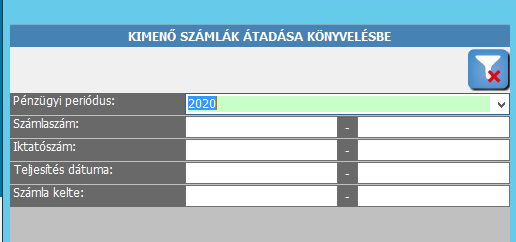 KIMENŐ SZÁMLÁK ÁTADÁSA KÖNYVELÉSBE
Pénzügyi periódus: 2020
Számlaszám: -
Iktatószám: -
Teljesítés dátuma: -
Számla kelte: -